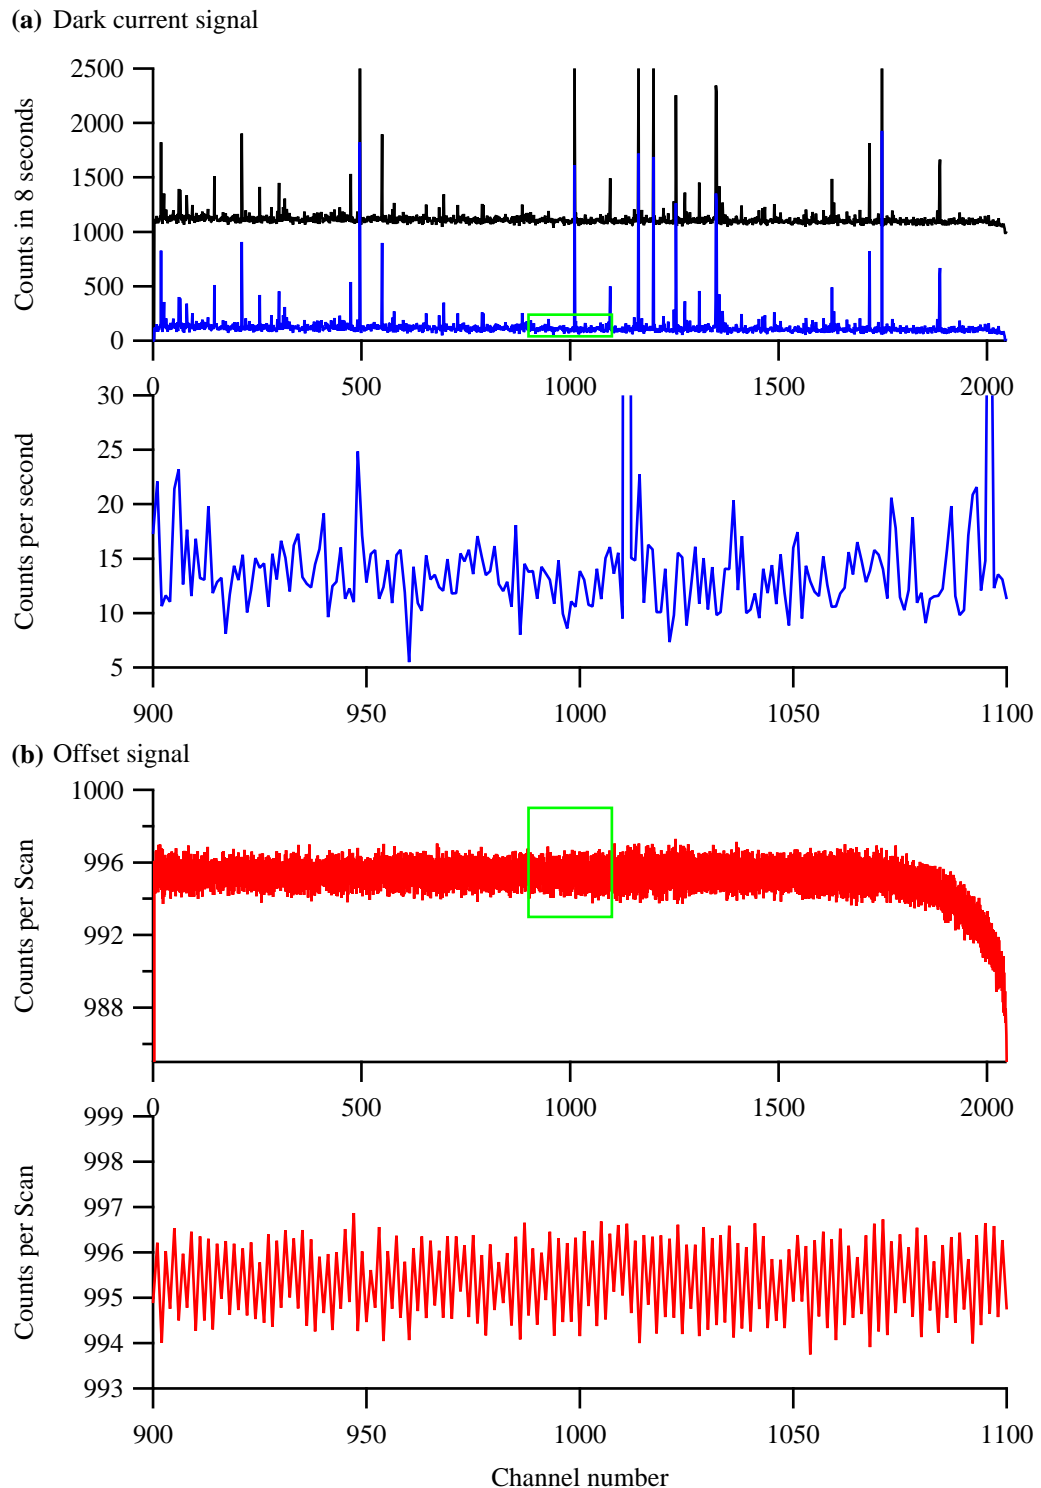 (a) Dark current signal
Counts in 8 seconds
2500
2000
1500
1000
500
0
0 500 1000 1500 2000
Counts per second
30
25
20
15
10
5
900 950 1000 1050 1100
(b) Offset signal
Counts per Scan
1000
996
992
988
0 500 1000 1500 2000
Counts per Scan
999
998
997
996
995
994
993
900 950 1000 1050 1100
Channel number